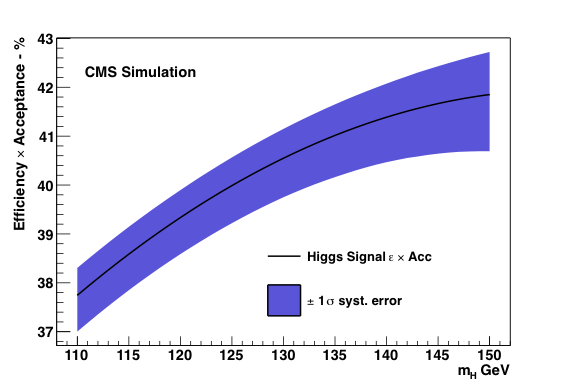 43
CMS Simulation
42
41
40
39
38
37
Efficiency × Acceptance - %
Higgs Signal ε × Acc
± 1σ syst. error
110 115 120 125 130 135 140 145 150
m_H GeV